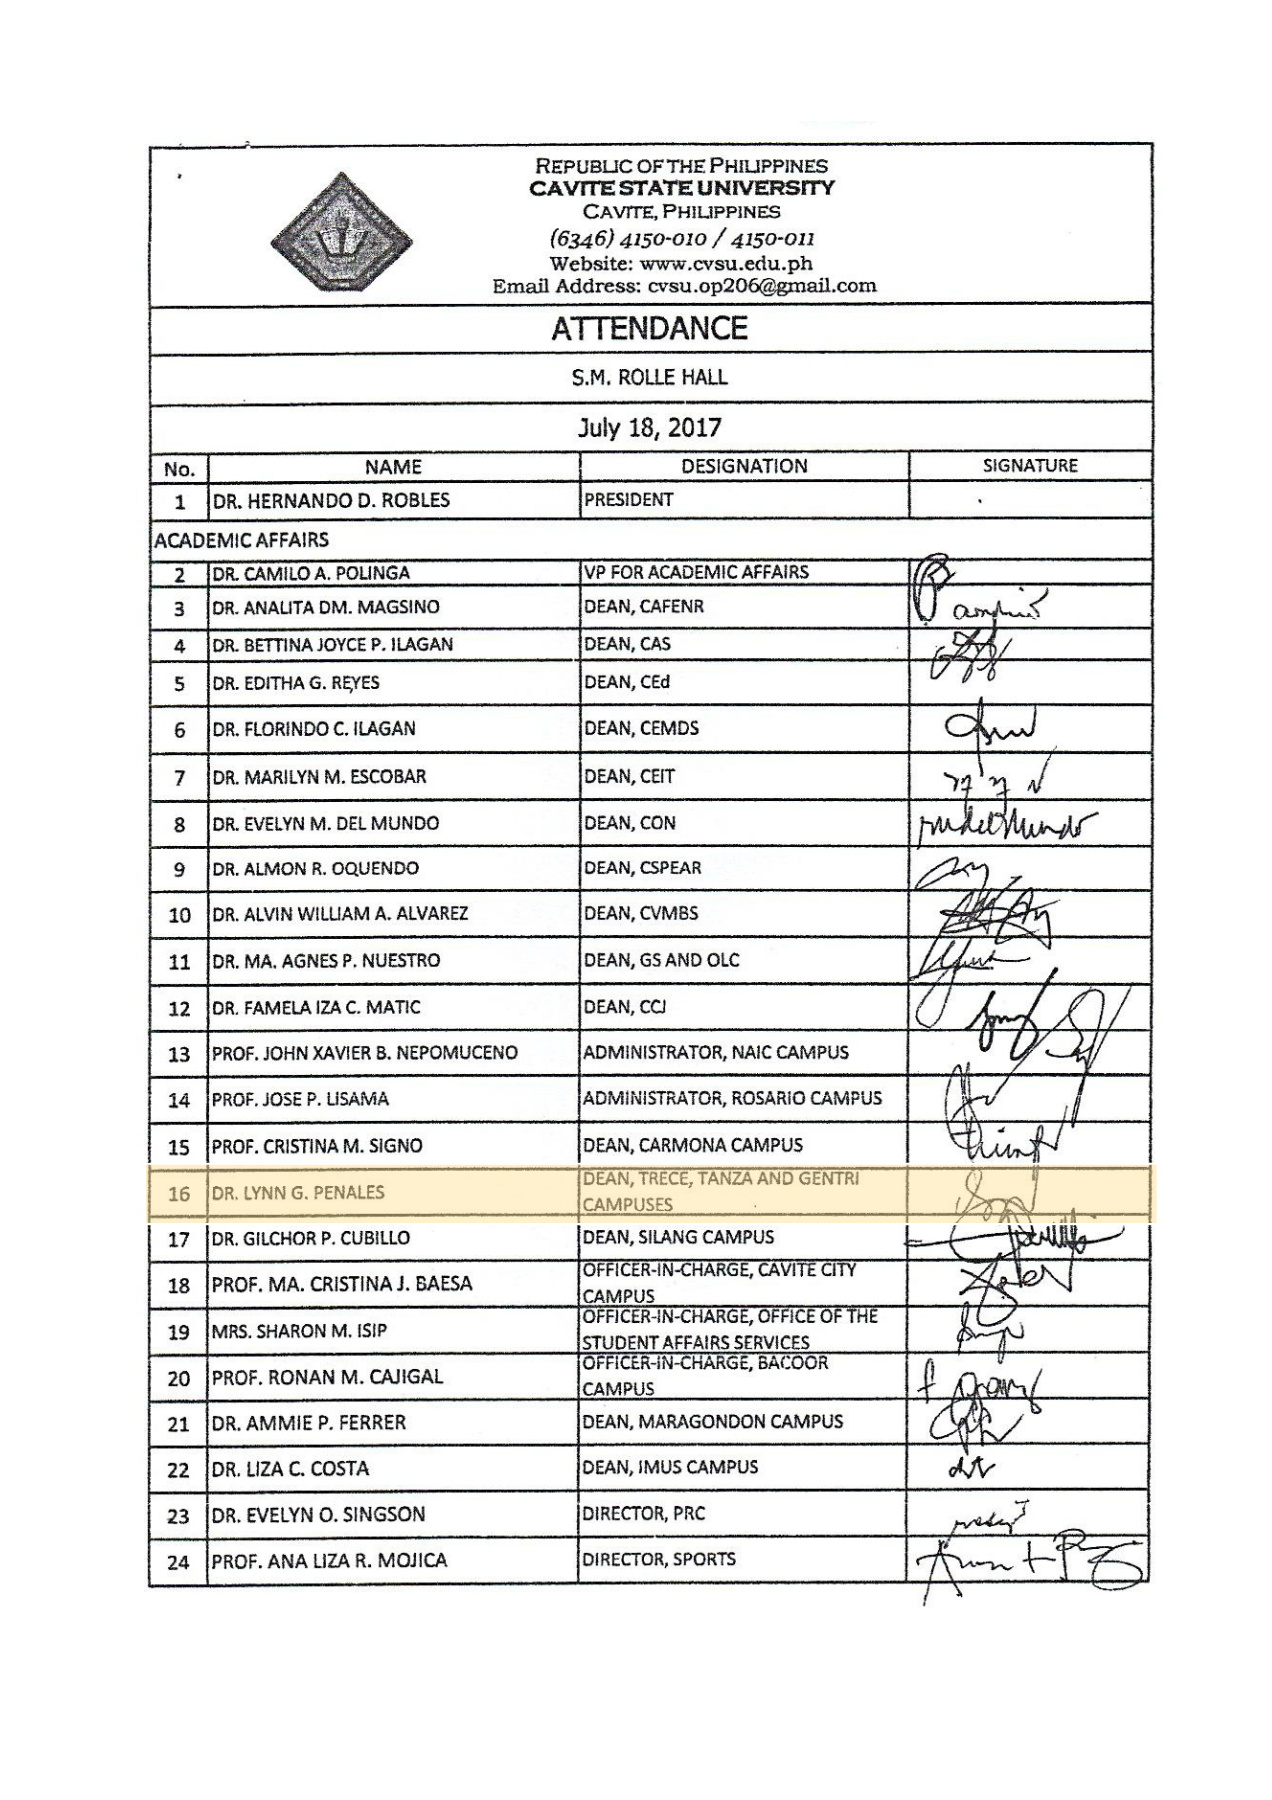 REPUBLIC OF THE PHILIPPINES
CAVITE STATE UNIVERSITY
CAVITE, PHILIPPINES
(6346) 4150-010 / 4150-011
Website: www.cvsu.edu.ph
Email Address: cvsu.op206@gmail.com
ATTENDANCE
S.M. ROLLE HALL
July 18, 2017
No. NAME DESIGNATION SIGNATURE
1 DR. HERNANDO D. ROBLES PRESIDENT
ACADEMIC AFFAIRS
2 DR. CAMILO A. POLINGA VP FOR ACADEMIC AFFAIRS
3 DR. ANALITA DM. MAGSINO DEAN, CAFENR
4 DR. BETTINA JOYCE P. ILAGAN DEAN, CAS
5 DR. EDITHA G. REYES DEAN, CEd
6 DR. FLORINDO C. ILAGAN DEAN, CEMDS
7 DR. MARILYN M. ESCOBAR DEAN, CEIT
8 DR. EVELYN M. DEL MUNDO DEAN, CON
9 DR. ALMON R. OQUENDO DEAN, CSPEAR
10 DR. ALVIN WILLIAM A. ALVAREZ DEAN, CVMBS
11 DR. MA. AGNES P. NUESTRO DEAN, GS AND OLC
12 DR. FAMELA IZA C. MATIC DEAN, CCJ
13 PROF. JOHN XAVIER B. NEPOMUCENO ADMINISTRATOR, NAIC CAMPUS
14 PROF. JOSE P. LISAMA ADMINISTRATOR, ROSARIO CAMPUS
15 PROF. CRISTINA M. SIGNO DEAN, CARMONA CAMPUS
16 DR. LYNN G. PENALES DEAN, TRECE, TANZA AND GENTRI
CAMPUSES
17 DR. GILCHOR P. CUBILLO DEAN, SILANG CAMPUS
18 PROF. MA. CRISTINA J. BAESA OFFICER-IN-CHARGE, CAVITE CITY
CAMPUS
19 MRS. SHARON M. ISIP OFFICER-IN-CHARGE, OFFICE OF THE
STUDENT AFFAIRS SERVICES
20 PROF. RONAN M. CAJIGAL OFFICER-IN-CHARGE, BACOOR
CAMPUS
21 DR. AMMIE P. FERRER DEAN, MARAGONDON CAMPUS
22 DR. LIZA C. COSTA DEAN, IMUS CAMPUS
23 DR. EVELYN O. SINGSON DIRECTOR, PRC
24 PROF. ANA LIZA R. MOJICA DIRECTOR, SPORTS